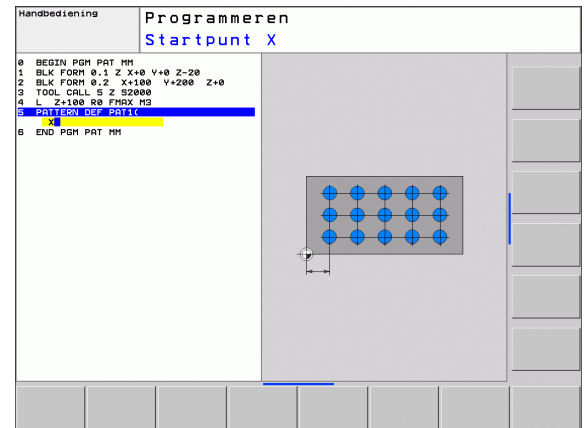 Handbediening
Programmeren
Startpunt X
0 BEGIN PGM PAT MM
1 BLK FORM 0.1 Z X+0 Y+0 Z-20
2 BLK FORM 0.2 X+100 Y+200 Z+0
3 TOOL CALL 5 Z S2000
4 L Z+100 R0 FMAX M3
5 PATTERN DEF PAT1(
X
6 END PGM PAT MM